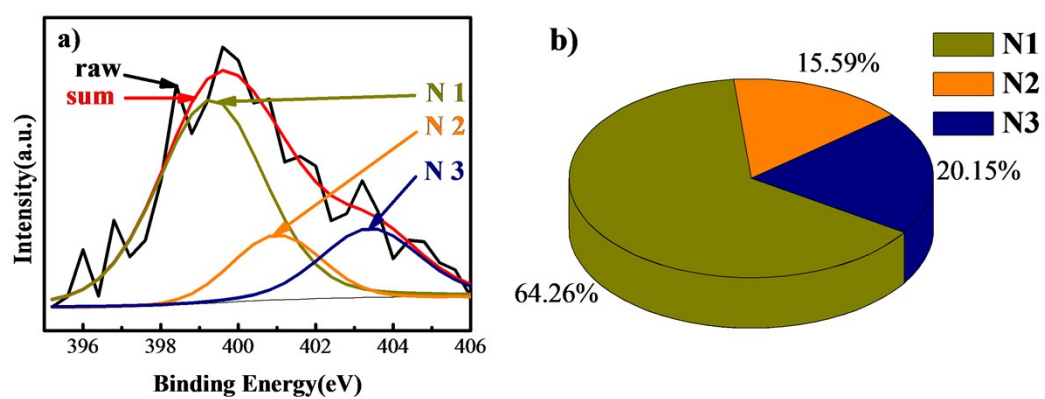 a)
raw
sum
N 1
N 2
N 3
Intensity(a.u.)
396 398 400 402 404 406
Binding Energy(eV)
b)
15.59%
20.15%
64.26%
N1
N2
N3